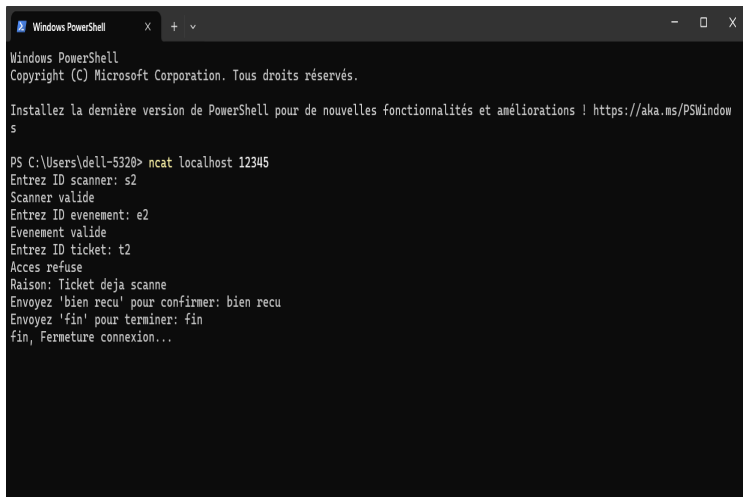 Windows PowerShell
Windows PowerShell
Copyright (C) Microsoft Corporation. Tous droits réservés.
Installez la dernière version de PowerShell pour de nouvelles fonctionnalités et améliorations ! https://aka.ms/PSWindow
s
PS C:\Users\dell-5320> ncat localhost 12345
Entrez ID scanner: s2
Scanner valide
Entrez ID evenement: e2
Evenement valide
Entrez ID ticket: t2
Acces refuse
Raison: Ticket deja scanne
Envoyez 'bien recu' pour confirmer: bien recu
Envoyez 'fin' pour terminer: fin
fin, Fermeture connexion...